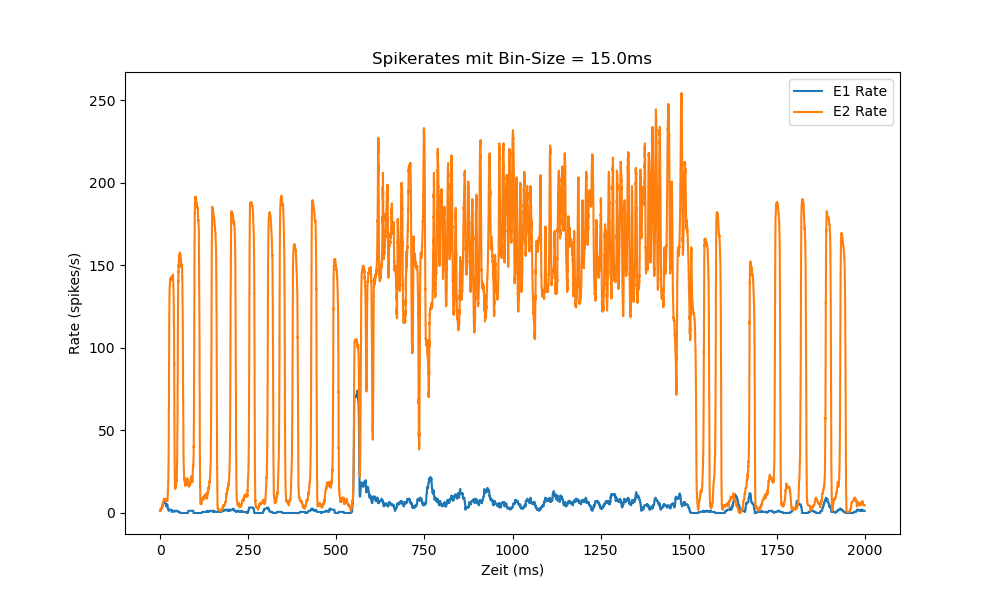 Spikerates mit Bin-Size = 15.0ms
E1 Rate
E2 Rate
Rate (spikes/s)
250
200
150
100
50
0
0 250 500 750 1000 1250 1500 1750 2000
Zeit (ms)